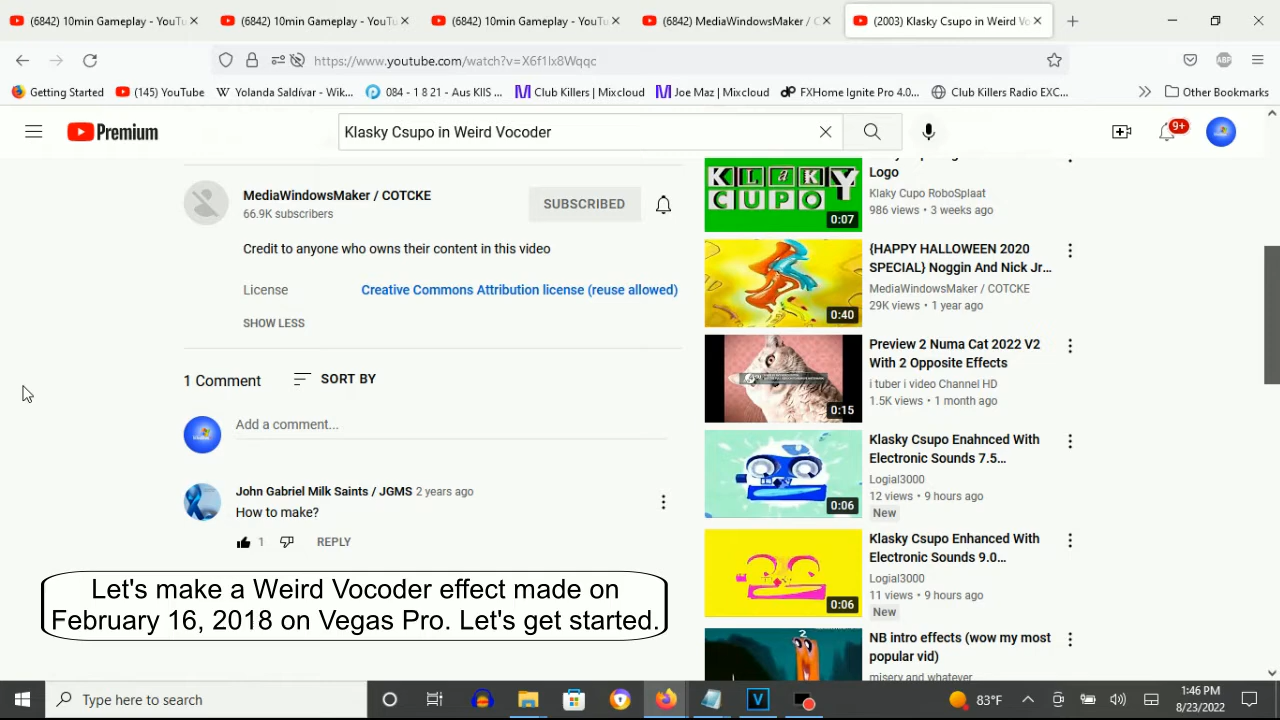 (6842) 10min Gameplay - YouTu
(6842) 10min Gameplay - YouTu
(6842) 10min Gameplay - YouTu
(6842) MediaWindowsMaker / C
(2003) Klasky Csupo in Weird Vo
https://www.youtube.com/watch?v=X6f1Ix8Wqqc
Getting Started
(145) YouTube
Yolanda Saldívar - Wik...
084 - 1 8 21 - Aus KIIS ...
Club Killers | Mixcloud
Joe Maz | Mixcloud
FXHome Ignite Pro 4.0...
Club Killers Radio EXC...
Other Bookmarks
Premium
Klasky Csupo in Weird Vocoder
9+
MediaWindowsMaker / COTCKE
66.9K subscribers
SUBSCRIBED
Credit to anyone who owns their content in this video
License
Creative Commons Attribution license (reuse allowed)
SHOW LESS
1 Comment
SORT BY
Add a comment...
John Gabriel Milk Saints / JGMS 2 years ago
How to make?
1
REPLY
Let's make a Weird Vocoder effect made on
February 16, 2018 on Vegas Pro. Let's get started.
KLaKY
CUPO
0:07
Logo
Klaky Cupo RoboSplaat
986 views • 3 weeks ago
0:40
{HAPPY HALLOWEEN 2020
SPECIAL} Noggin And Nick Jr...
MediaWindowsMaker / COTCKE
29K views • 1 year ago
0:15
Preview 2 Numa Cat 2022 V2
With 2 Opposite Effects
i tuber i video Channel HD
1.5K views • 1 month ago
0:06
Klasky Csupo Enahnced With
Electronic Sounds 7.5...
Logial3000
12 views • 9 hours ago
New
0:06
Klasky Csupo Enhanced With
Electronic Sounds 9.0...
Logial3000
11 views • 9 hours ago
New
2
NB intro effects (wow my most
popular vid)
misery and whatever
Type here to search
83°F
1:46 PM
8/23/2022